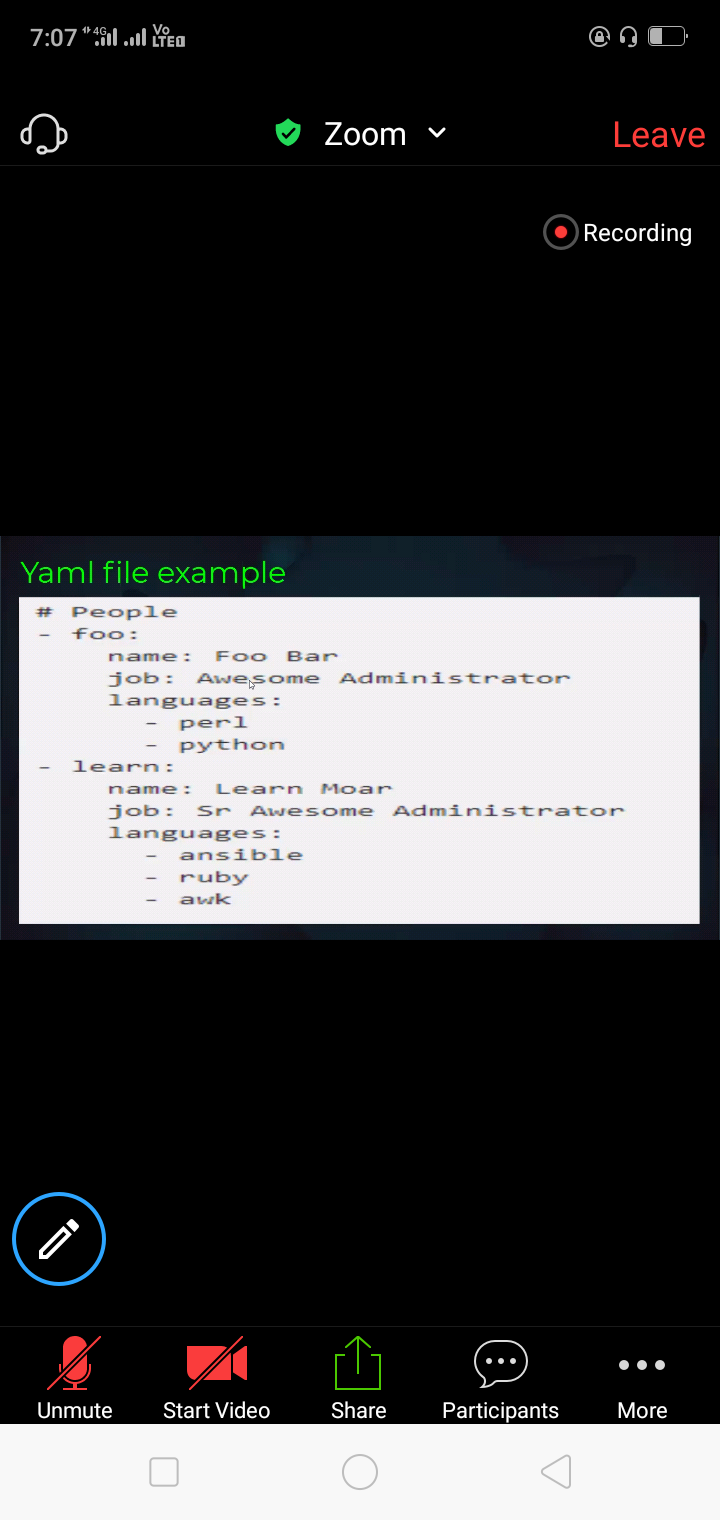 7:07 4G Vo LTE
Zoom
Leave
Recording
Yaml file example
# People
- foo:
    name: Foo Bar
    job: Awesome Administrator
    languages:
      - perl
      - python
- learn:
    name: Learn Moar
    job: Sr Awesome Administrator
    languages:
      - ansible
      - ruby
      - awk
Unmute Start Video Share Participants More